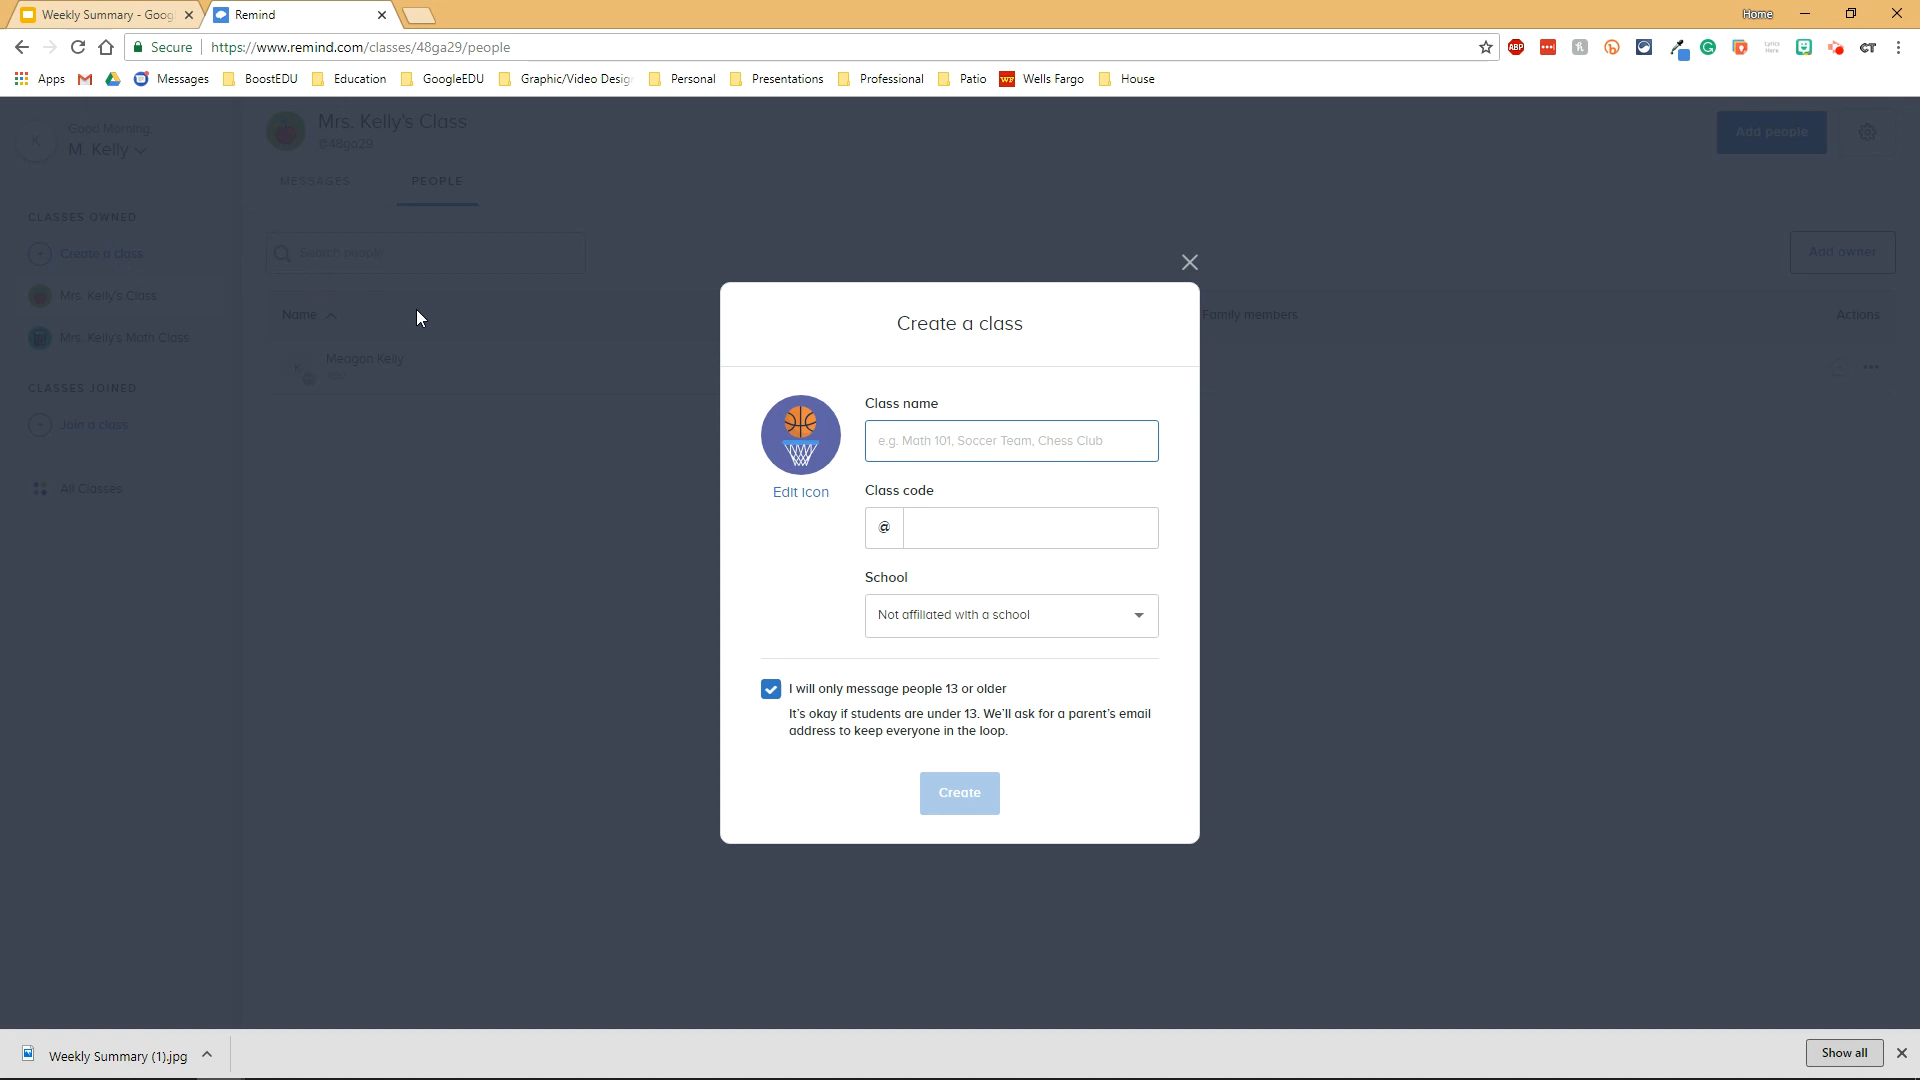 Weekly Summary - Goog
Remind
Home
Secure
https://www.remind.com/classes/48ga29/people
ABP
Lyrics Here
CT
Apps
Messages
BoostEDU
Education
GoogleEDU
Graphic/Video Desig
Personal
Presentations
Professional
Patio
WF
Wells Fargo
House
K
Good Morning,
M. Kelly
CLASSES OWNED
Create a class
Mrs. Kelly's Class
Mrs. Kelly's Math Class
CLASSES JOINED
Join a class
All Classes
Mrs. Kelly's Class
@48ga29
Add people
MESSAGES
PEOPLE
Search people
Add owner
Name
Family members
Actions
Meagan Kelly
Create a class
Edit icon
Class name
e.g. Math 101, Soccer Team, Chess Club
Class code
@
School
Not affiliated with a school
I will only message people 13 or older
It's okay if students are under 13. We'll ask for a parent's email
address to keep everyone in the loop.
Create
Weekly Summary (1).jpg
Show all